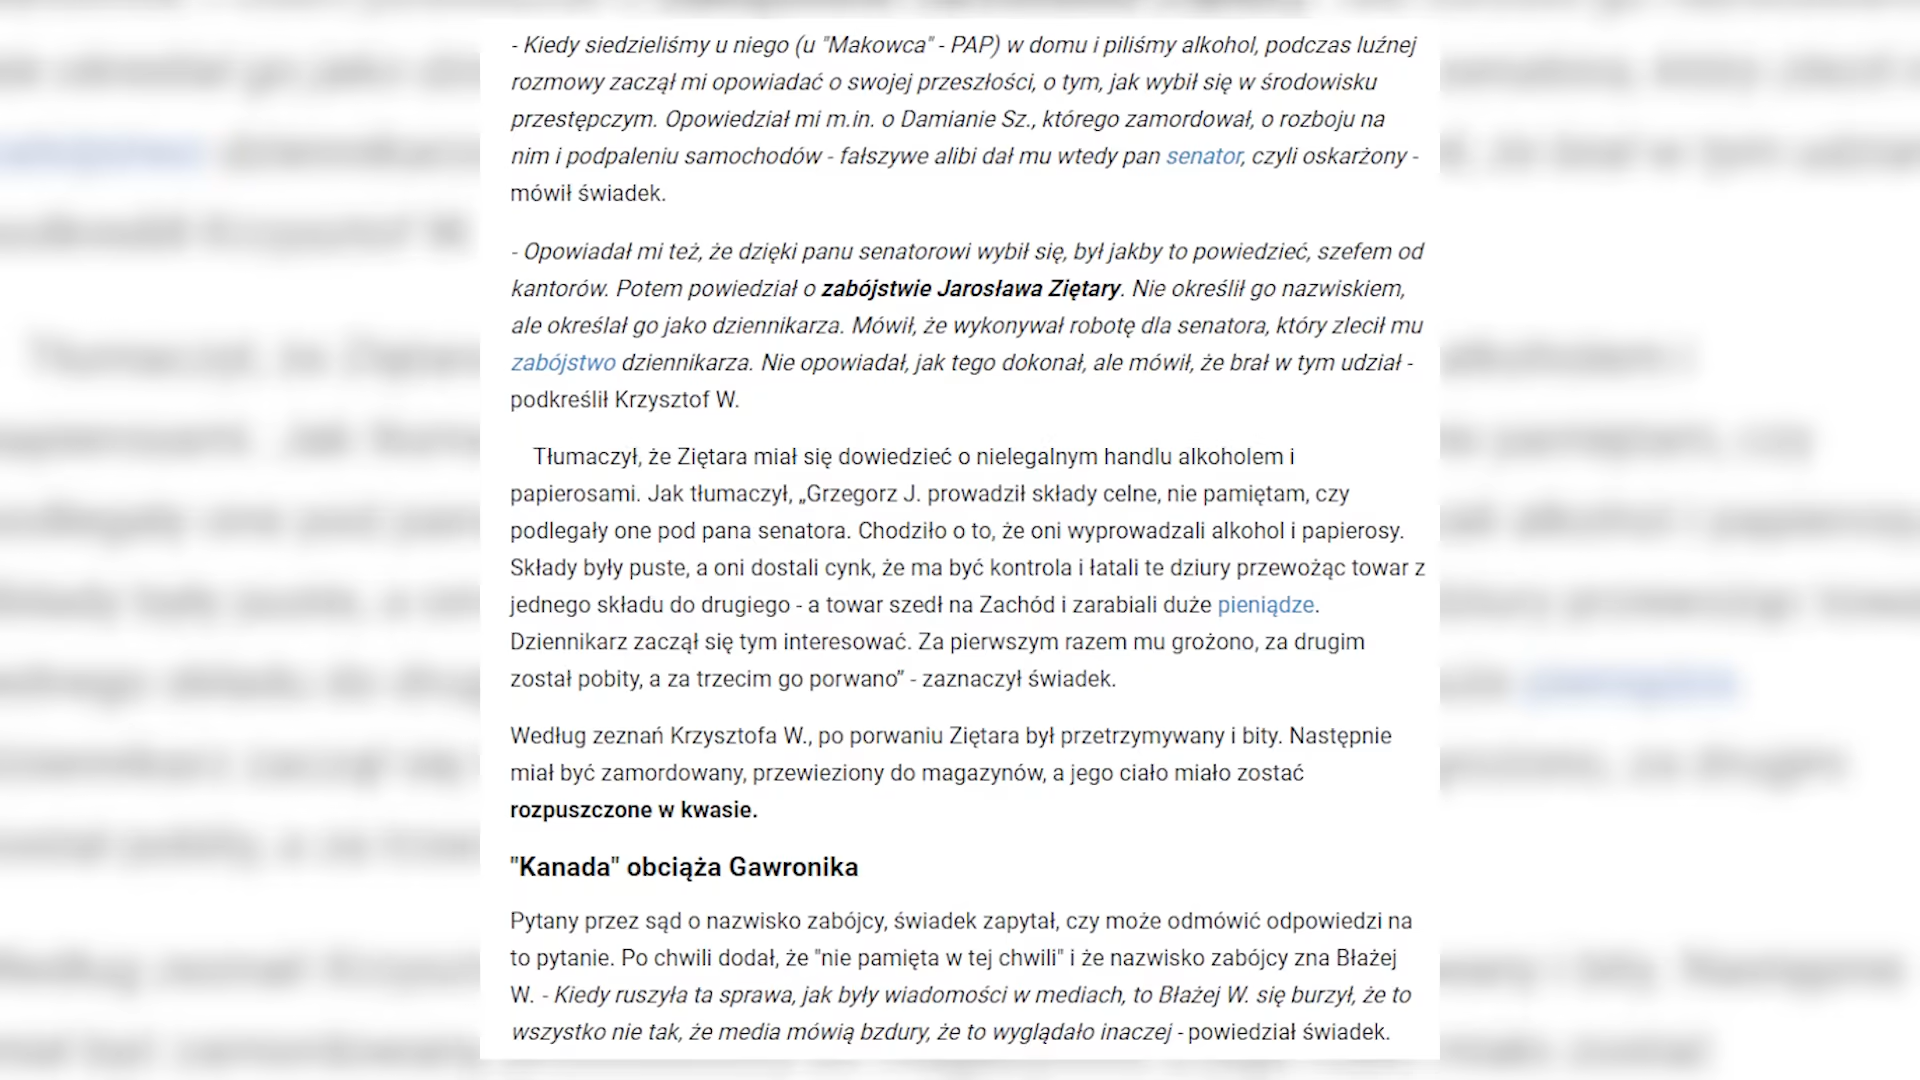 - Kiedy siedzieliśmy u niego (u "Makowca" - PAP) w domu i piliśmy alkohol, podczas luźnej
rozmowy zaczął mi opowiadać o swojej przeszłości, o tym, jak wybił się w środowisku
przestępczym. Opowiedział mi m.in. o Damianie Sz., którego zamordował, o rozboju na
nim i podpaleniu samochodów - fałszywe alibi dał mu wtedy pan senator, czyli oskarżony -
mówił świadek.
- Opowiadał mi też, że dzięki panu senatorowi wybił się, był jakby to powiedzieć, szefem od
kantorów. Potem powiedział o zabójstwie Jarosława Ziętary. Nie określił go nazwiskiem,
ale określał go jako dziennikarza. Mówił, że wykonywał robotę dla senatora, który zlecił mu
zabójstwo dziennikarza. Nie opowiadał, jak tego dokonał, ale mówił, że brał w tym udział -
podkreślił Krzysztof W.
Tłumaczył, że Ziętara miał się dowiedzieć o nielegalnym handlu alkoholem i
papierosami. Jak tłumaczył, „Grzegorz J. prowadził składy celne, nie pamiętam, czy
podlegały one pod pana senatora. Chodziło o to, że oni wyprowadzali alkohol i papierosy.
Składy były puste, a oni dostali cynk, że ma być kontrola i łatali te dziury przewożąc towar z
jednego składu do drugiego - a towar szedł na Zachód i zarabiali duże pieniądze.
Dziennikarz zaczął się tym interesować. Za pierwszym razem mu grożono, za drugim
został pobity, a za trzecim go porwano” - zaznaczył świadek.
Według zeznań Krzysztofa W., po porwaniu Ziętara był przetrzymywany i bity. Następnie
miał być zamordowany, przewieziony do magazynów, a jego ciało miało zostać
rozpuszczone w kwasie.
"Kanada" obciąża Gawronika
Pytany przez sąd o nazwisko zabójcy, świadek zapytał, czy może odmówić odpowiedzi na
to pytanie. Po chwili dodał, że "nie pamięta w tej chwili" i że nazwisko zabójcy zna Błażej
W. - Kiedy ruszyła ta sprawa, jak były wiadomości w mediach, to Błażej W. się burzył, że to
wszystko nie tak, że media mówią bzdury, że to wyglądało inaczej - powiedział świadek.